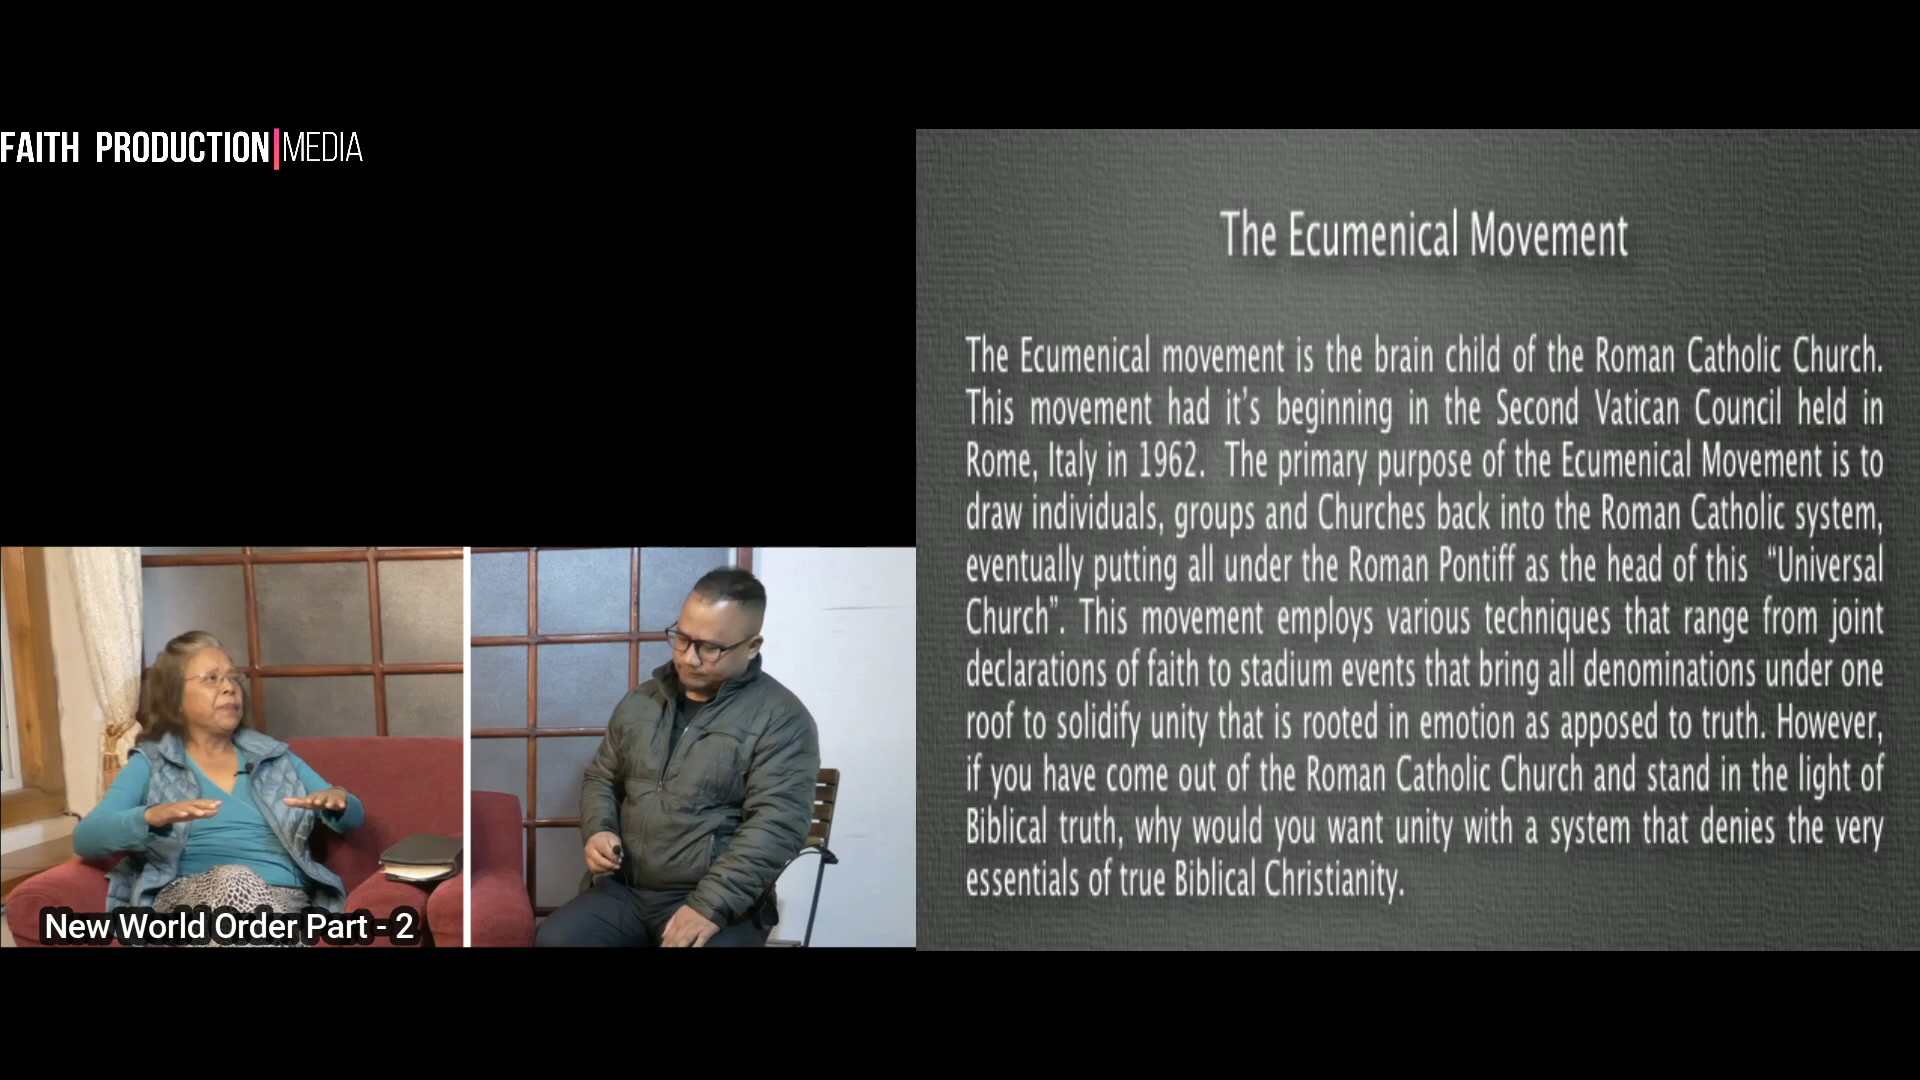 FAITH PRODUCTION|MEDIA
The Ecumenical Movement
The Ecumenical movement is the brain child of the Roman Catholic Church.
This movement had it's beginning in the Second Vatican Council held in
Rome, Italy in 1962. The primary purpose of the Ecumenical Movement is to
draw individuals, groups and Churches back into the Roman Catholic system,
eventually putting all under the Roman Pontiff as the head of this “Universal
Church”. This movement employs various techniques that range from joint
declarations of faith to stadium events that bring all denominations under one
roof to solidify unity that is rooted in emotion as apposed to truth. However,
if you have come out of the Roman Catholic Church and stand in the light of
Biblical truth, why would you want unity with a system that denies the very
essentials of true Biblical Christianity.
New World Order Part - 2